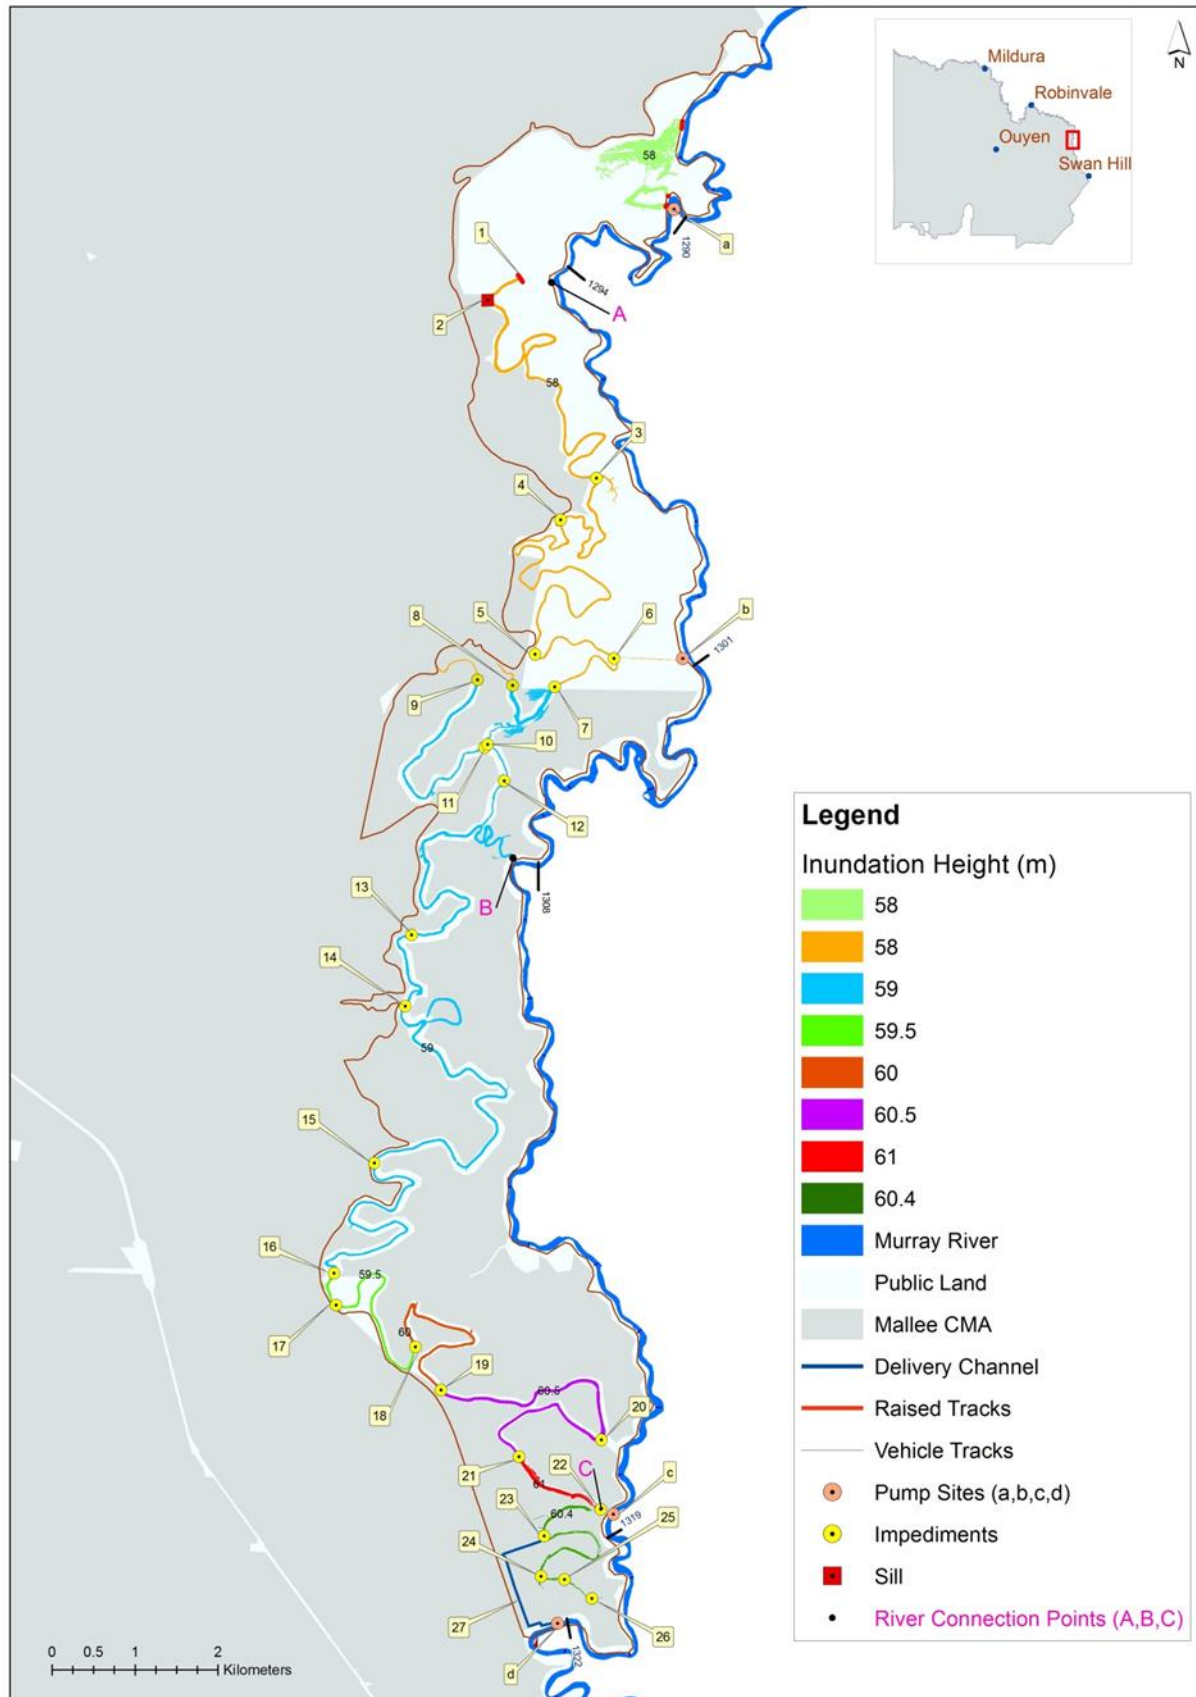 N
Mildura
Robinvale
Ouyen
Swan Hill
58
1
a
1290
1294
A
2
58
3
4
5
6
b
8
1301
9
7
10
11
12
13
B
1308
14
59
15
16
59.5
17
60
19
18
60.5
20
21
22
C
c
61
23
60.4
25
1319
24
27
26
d
1322
0 0.5 1 2
Kilometers
Legend
Inundation Height (m)
58
58
59
59.5
60
60.5
61
60.4
Murray River
Public Land
Mallee CMA
Delivery Channel
Raised Tracks
Vehicle Tracks
Pump Sites (a,b,c,d)
Impediments
Sill
River Connection Points (A,B,C)